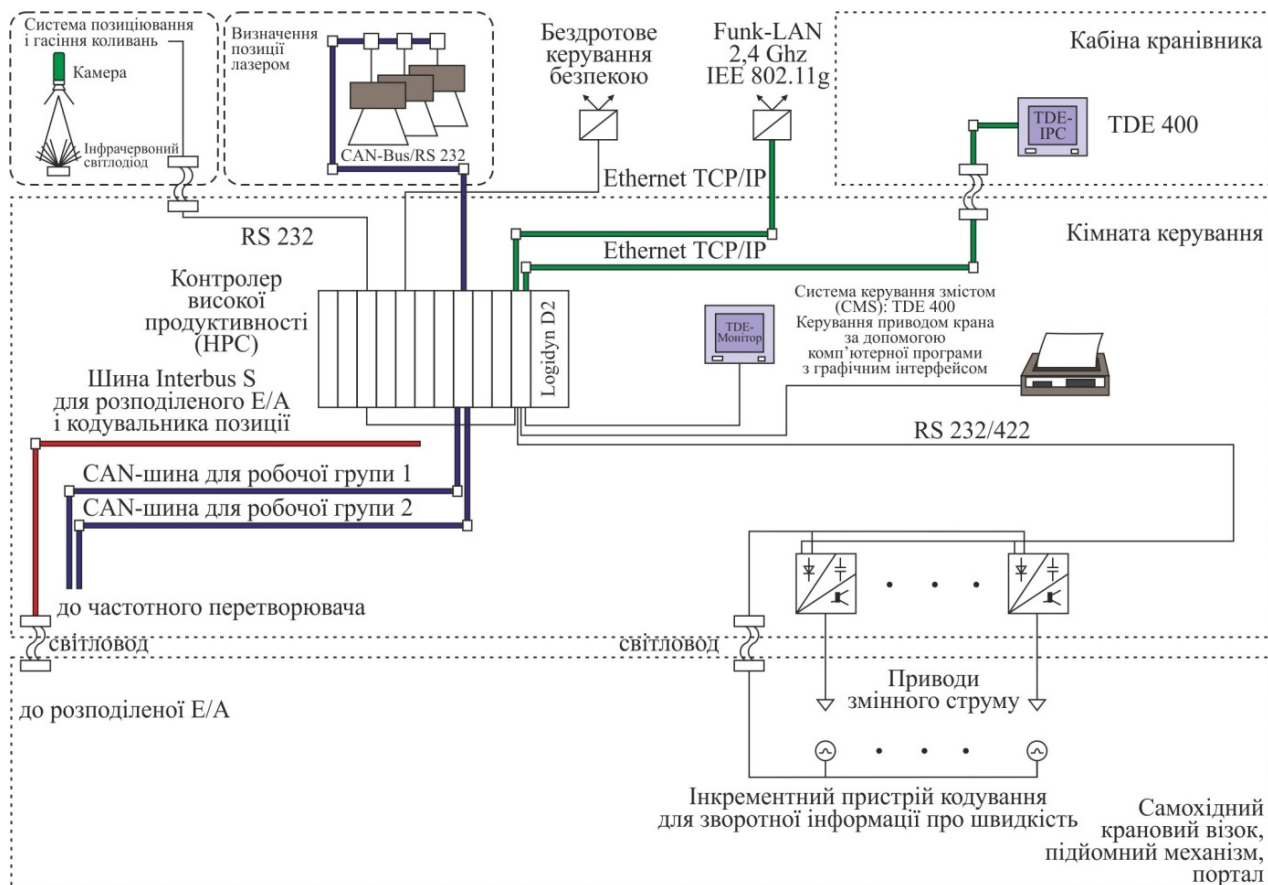 Система позиціювання
і гасіння коливань
Камера
Інфрачервоний
світлодіод
Визначення
позиції
лазером
CAN-Bus/RS 232
Бездротове
керування
безпекою
Funk-LAN
2,4 Ghz
IEE 802.11g
Кабіна кранівника
TDE-
IPC
TDE 400
Ethernet TCP/IP
RS 232
Ethernet TCP/IP
Кімната керування
Контролер
високої
продуктивності
(HPC)
Logidyn D2
TDE-
Монітор
Система керування змістом
(CMS): TDE 400
Керування приводом крана
за допомогою
комп’ютерної програми
з графічним інтерфейсом
Шина Interbus S
для розподіленого E/A
і кодувальника позиції
RS 232/422
CAN-шина для робочої групи 1
CAN-шина для робочої групи 2
до частотного перетворювача
світловод
світловод
до розподіленої E/A
Приводи
змінного струму
Інкрементний пристрій кодування
для зворотної інформації про швидкість
Самохідний
крановий візок,
підйомний механізм,
портал